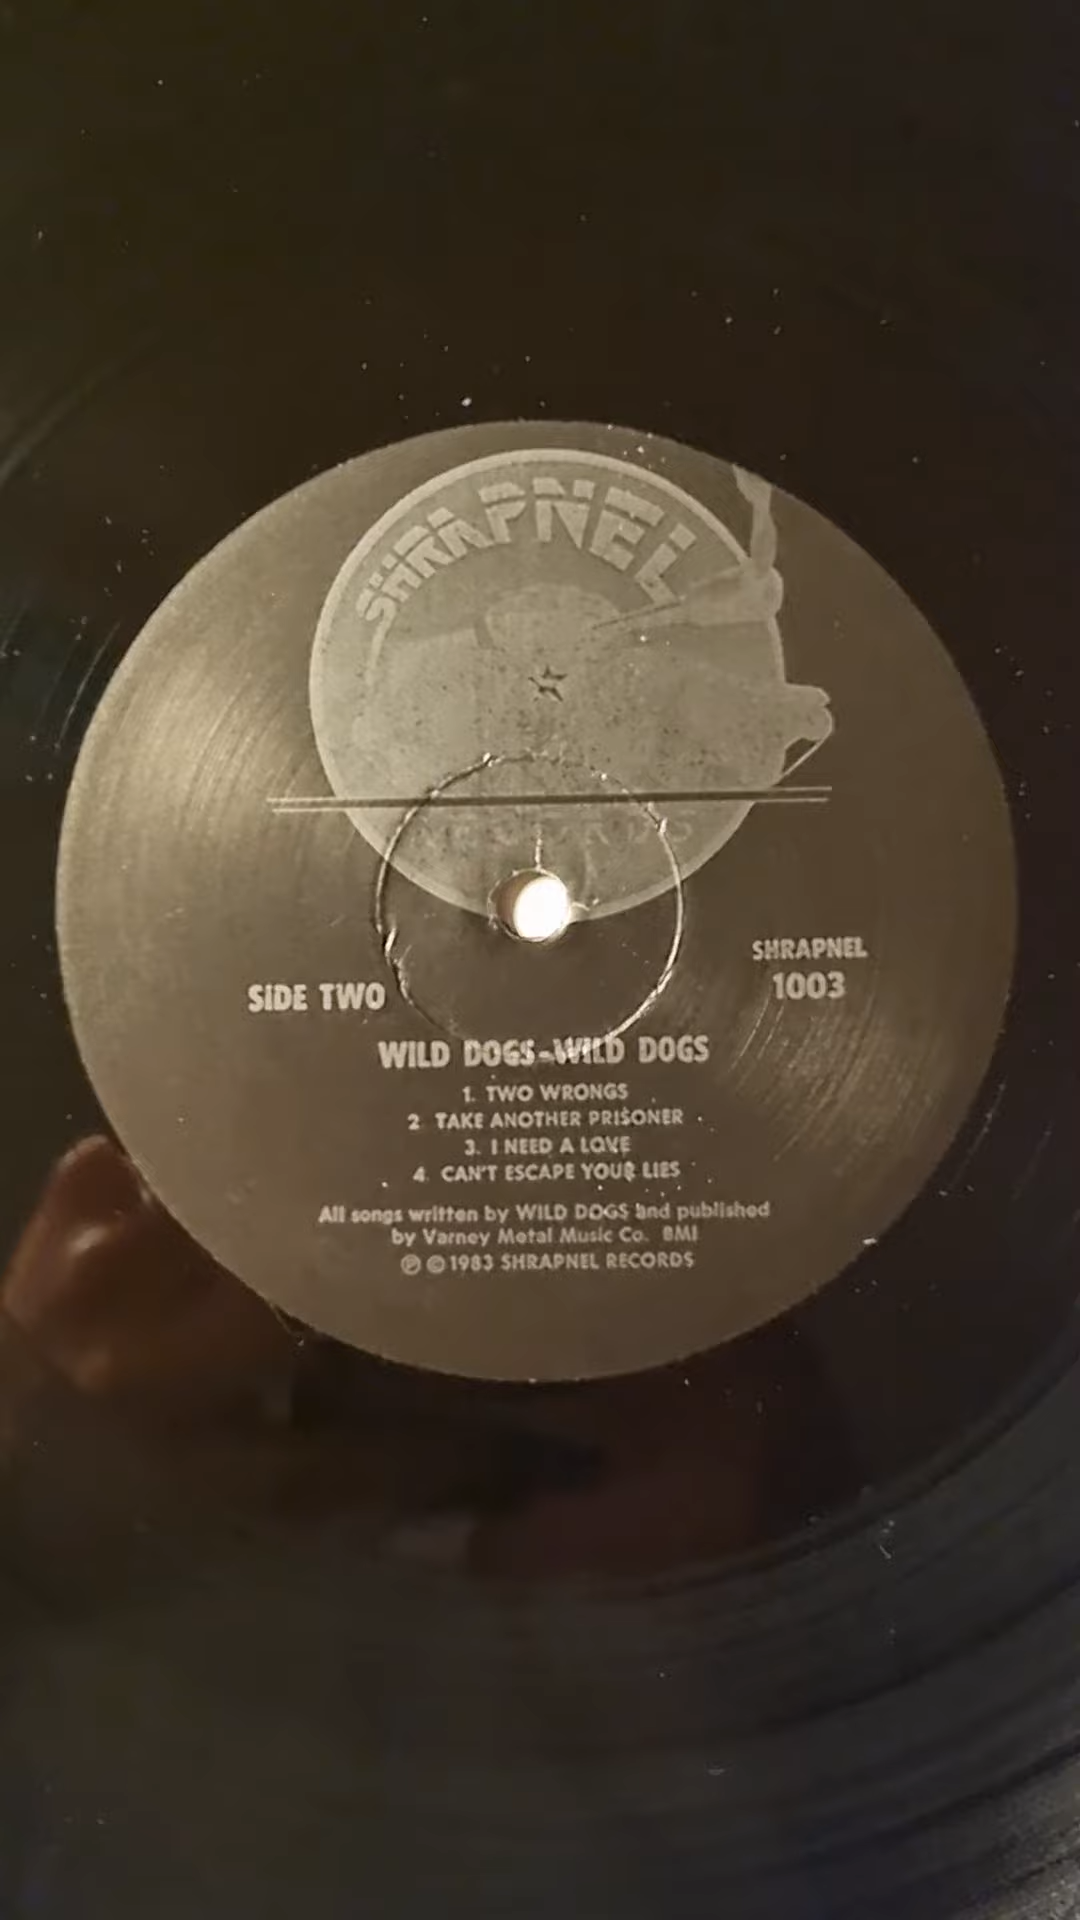 SHRAPNEL
RECORDS
SHRAPNEL
1003
SIDE TWO
WILD DOGS-WILD DOGS
1. TWO WRONGS
2. TAKE ANOTHER PRISONER
3. I NEED A LOVE
4. CAN'T ESCAPE YOUR LIES
All songs written by WILD DOGS and published
by Varney Metal Music Co. BMI
℗ © 1983 SHRAPNEL RECORDS